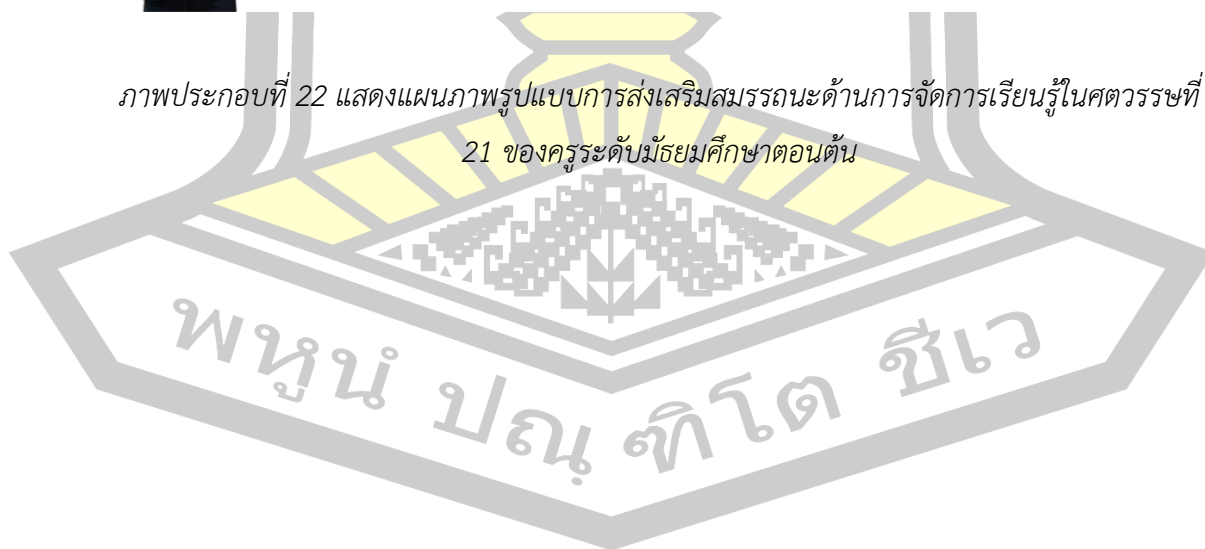 ภาพประกอบที่ 22 แสดงแผนภาพรูปแบบการส่งเสริมสมรรถนะด้านการจัดการเรียนรู้ในศตวรรษที่
21 ของครูระดับมัธยมศึกษาตอนต้น
พหูนํ ปณฺฑิโต ชีเว